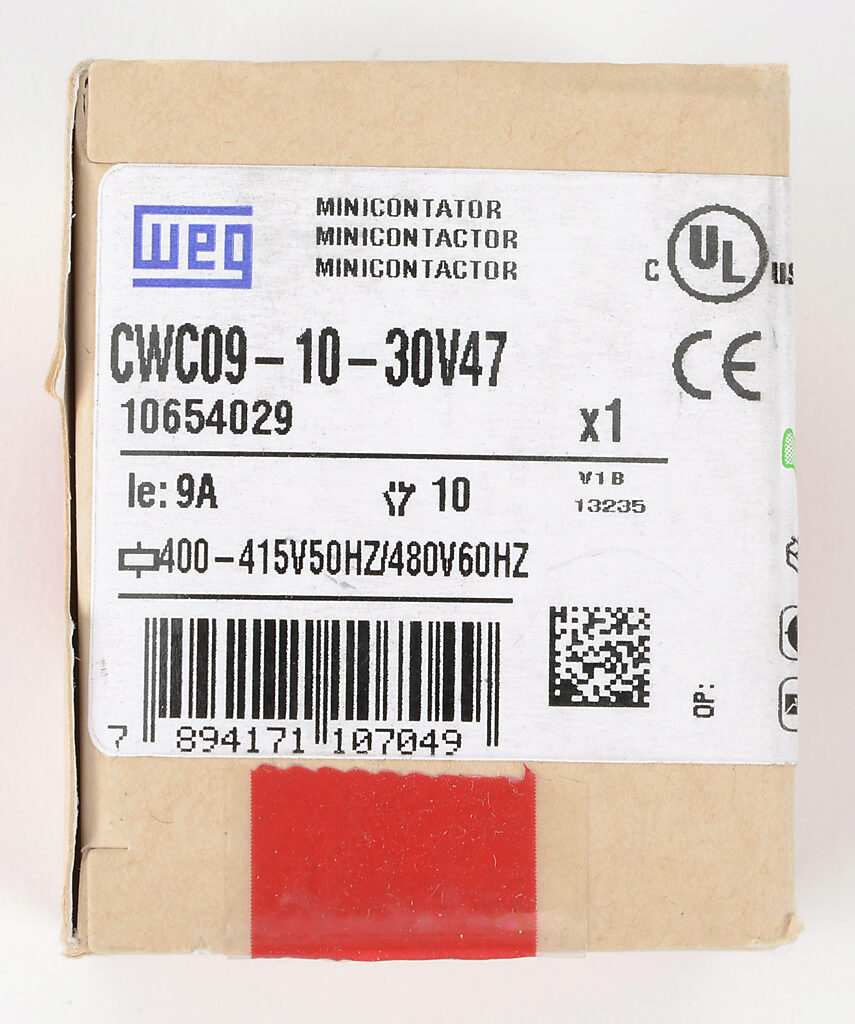 weg
MINICONTATOR
MINICONTACTOR
MINICONTACTOR
C UL US
CE
CWC09-10-30V47
10654029
x1
Ie: 9A
10
V1B
13235
400-415V50HZ/480V60HZ
OP:
7 894171 107049